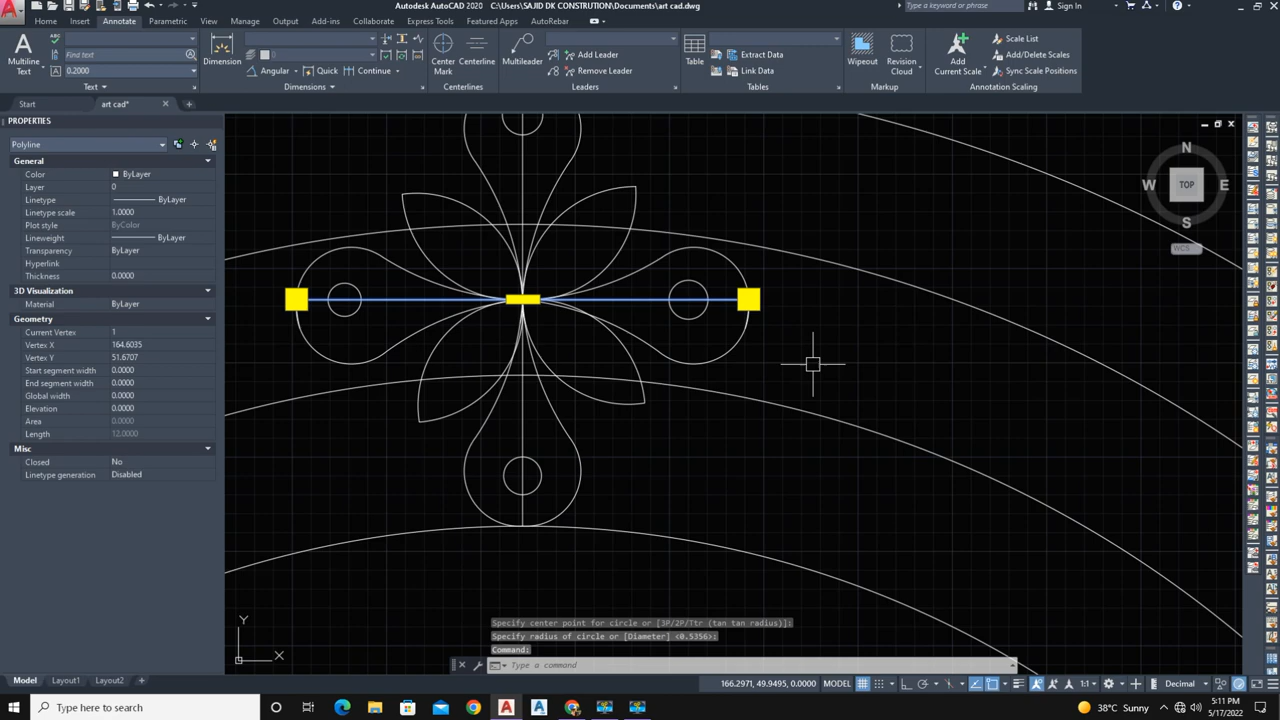 Autodesk AutoCAD 2020 C:\Users\SAJID DK CONSTRUTION\Documents\art cad.dwg
Type a keyword or phrase
Sign In
Home Insert Annotate Parametric View Manage Output Add-ins Collaborate Express Tools Featured Apps AutoRebar
Multiline Text
Find text
0.2000
Text
Dimension
0
Angular Quick Continue
Dimensions
Center Mark
Centerline
Centerlines
Multileader
Add Leader
Remove Leader
Leaders
Table
Extract Data
Link Data
Tables
Wipeout
Revision Cloud
Markup
Add Current Scale
Scale List
Add/Delete Scales
Sync Scale Positions
Annotation Scaling
Start
art cad*
PROPERTIES
Polyline
General
Color ByLayer
Layer 0
Linetype ByLayer
Linetype scale 1.0000
Plot style ByColor
Lineweight ByLayer
Transparency ByLayer
Hyperlink
Thickness 0.0000
3D Visualization
Material ByLayer
Geometry
Current Vertex 1
Vertex X 164.6035
Vertex Y 51.6707
Start segment width 0.0000
End segment width 0.0000
Global width 0.0000
Elevation 0.0000
Area 0.0000
Length 12.0000
Misc
Closed No
Linetype generation Disabled
N
W TOP E
S
WCS
Y
X
Specify center point for circle or [3P/2P/Ttr (tan tan radius)]:
Specify radius of circle or [Diameter] <0.5356>:
Command:
Type a command
Model Layout1 Layout2
166.2971, 49.9495, 0.0000 MODEL
1:1
Decimal
Type here to search
38°C Sunny
5:11 PM
5/17/2022